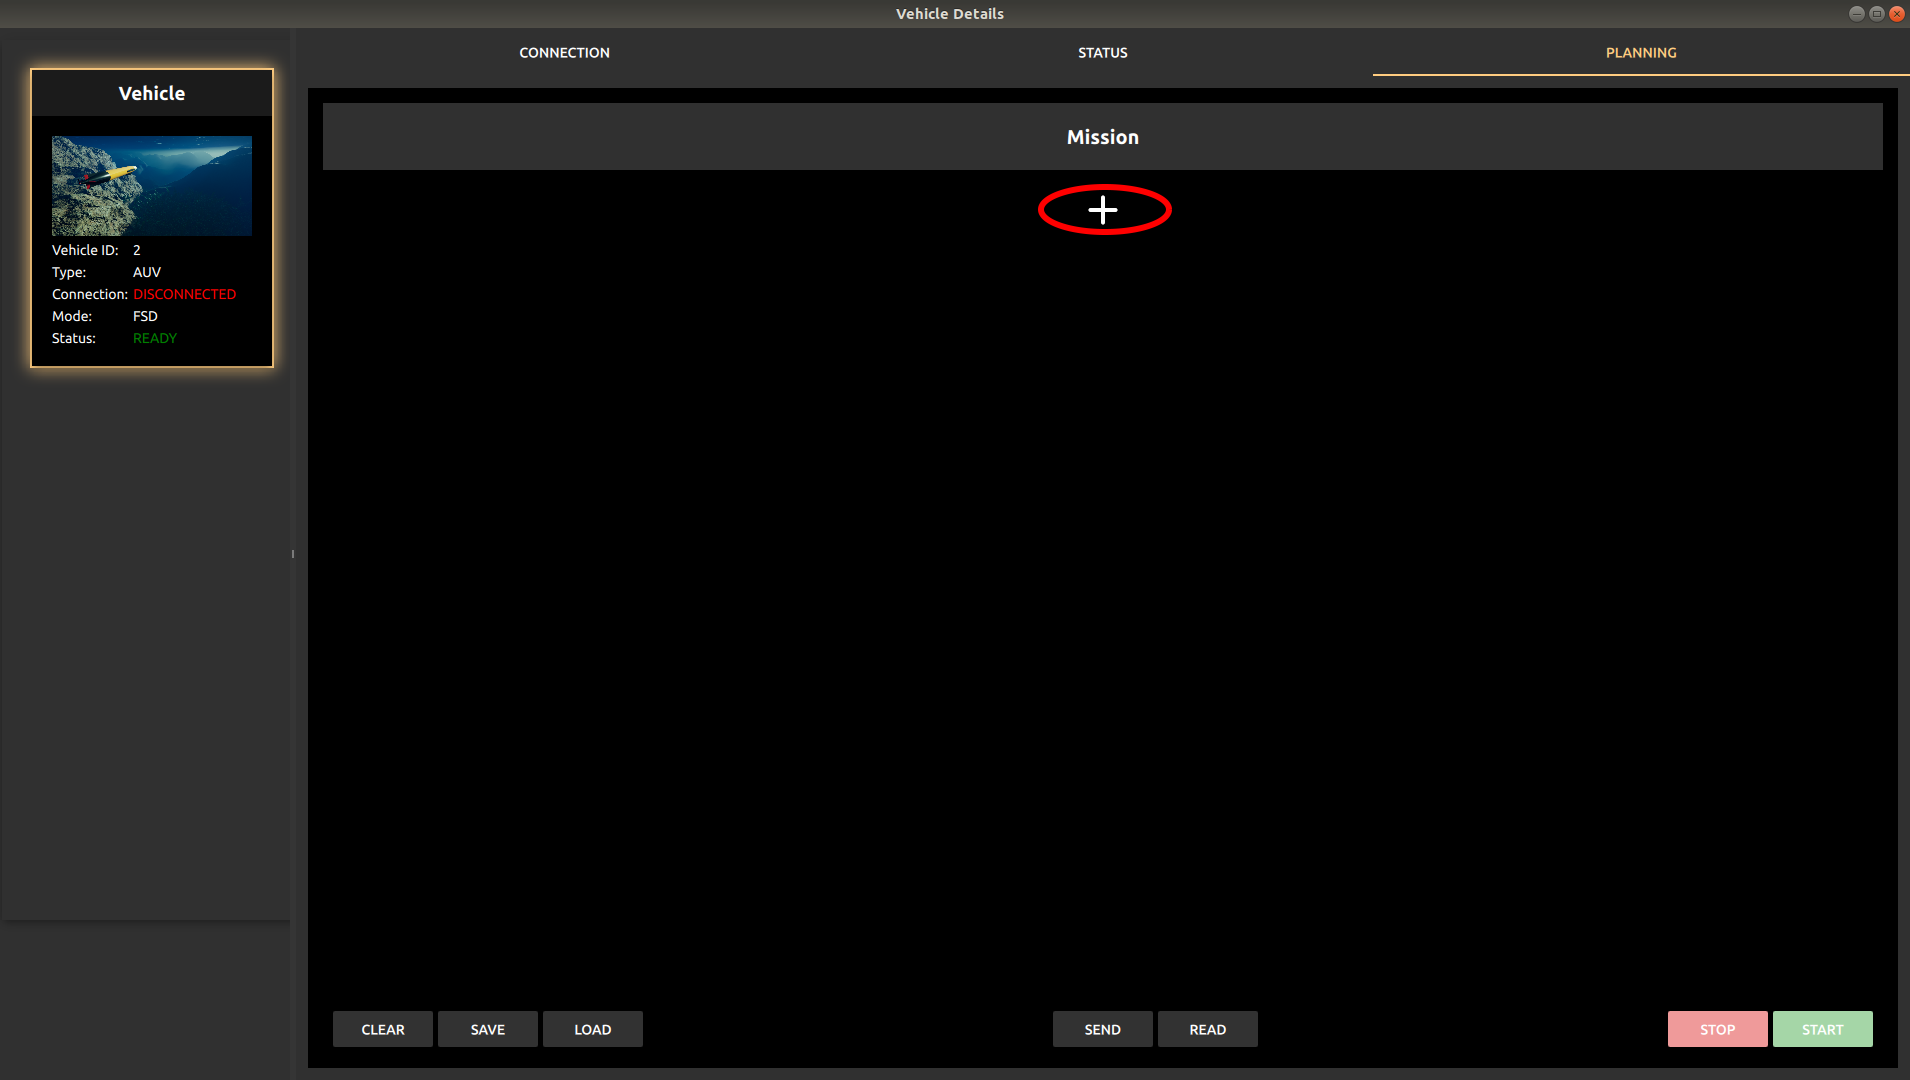 Vehicle Details
CONNECTION
STATUS
PLANNING
Vehicle
Vehicle ID: 2
Type: AUV
Connection: DISCONNECTED
Mode: FSD
Status: READY
Mission
CLEAR
SAVE
LOAD
SEND
READ
STOP
START